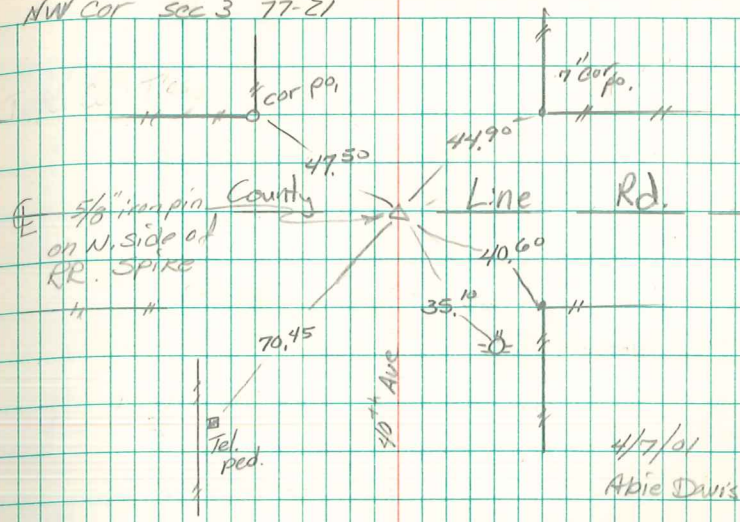 NW Cor Sec 3 77-21
cor po.
7" cor po.
47.50
44.90
℄ 5/8" iron pin
on N. side of
RR. Spike
County Line Rd.
40.60
35.10
70.45
40th Ave
Tel.
ped.
4/7/01
Abie Davis